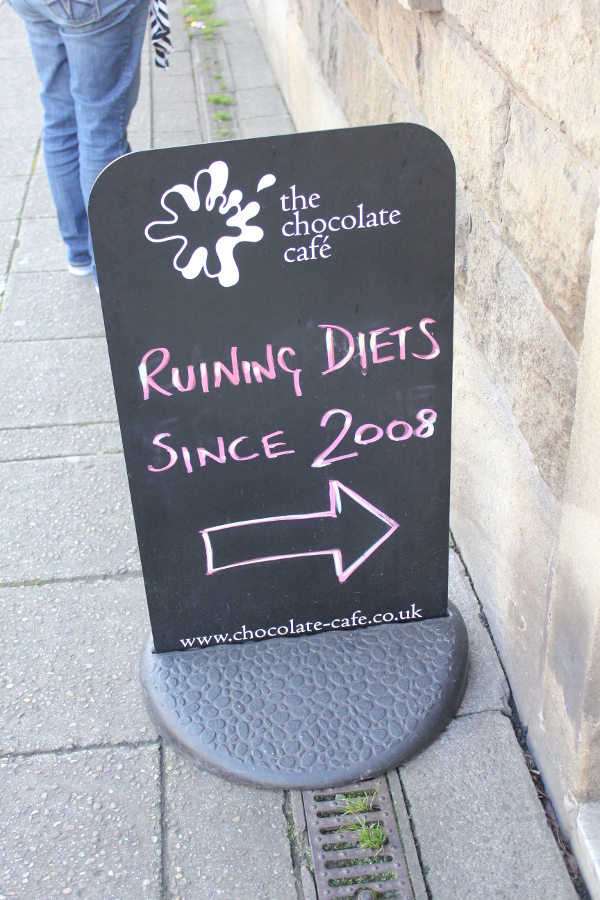 the
chocolate
café
RUINING DIETS
SINCE 2008
www.chocolate-cafe.co.uk